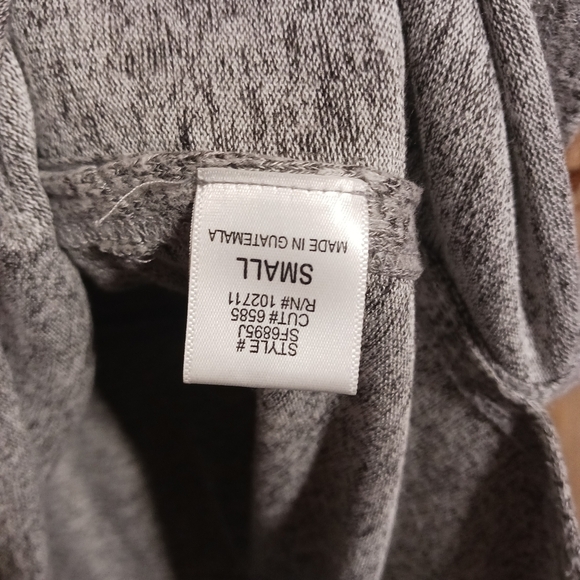 STYLE #
SF6895J
CUT# 6585
R/N# 102711
SMALL
MADE IN GUATEMALA